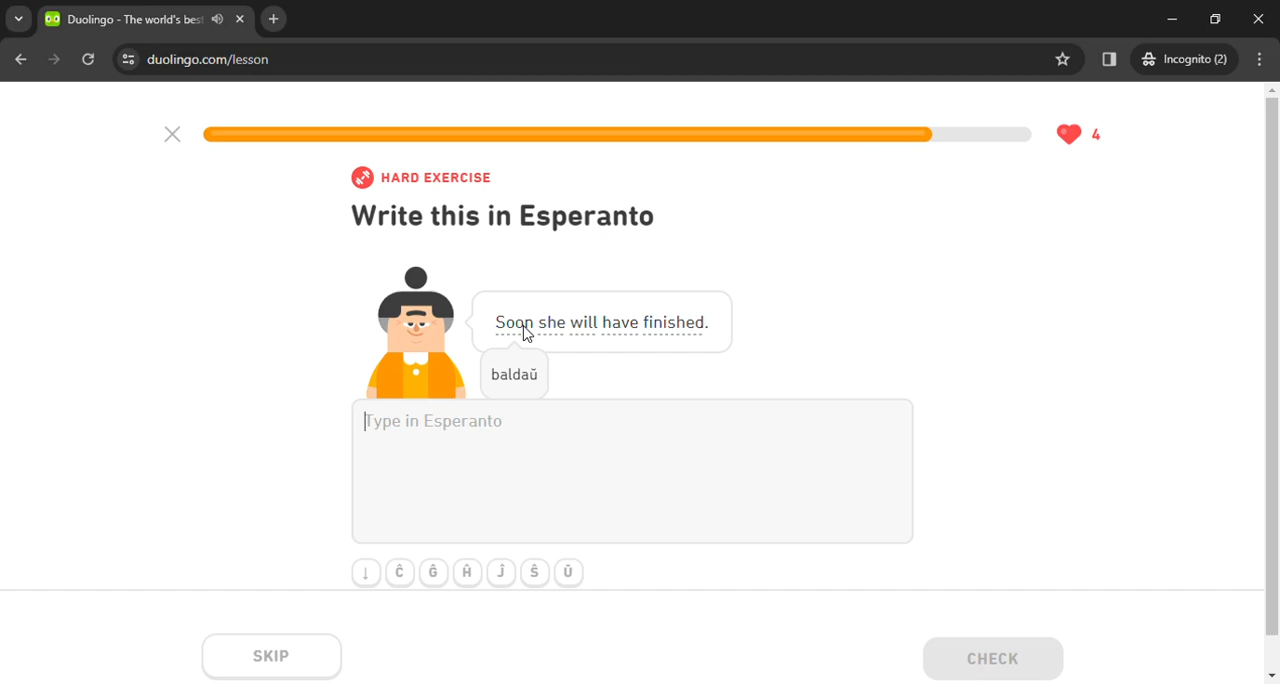 Duolingo - The world's bes
duolingo.com/lesson
Incognito (2)
4
HARD EXERCISE
Write this in Esperanto
Soon she will have finished.
baldaŭ
Type in Esperanto
↓ Ĉ Ĝ Ĥ Ĵ Ŝ Ŭ
SKIP
CHECK